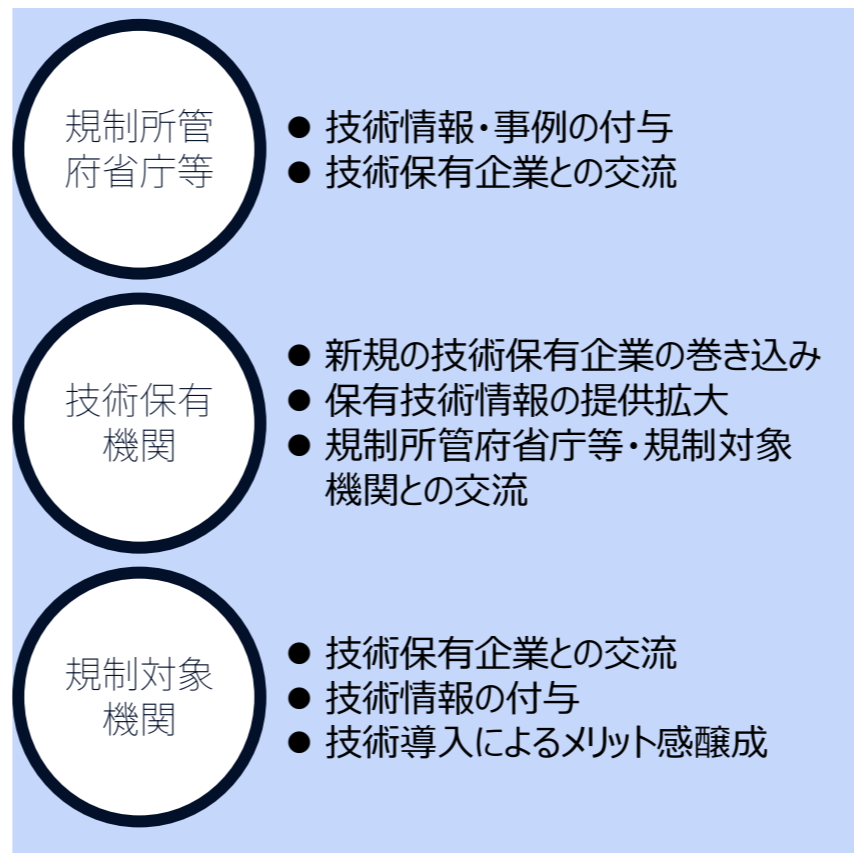 規制所管
府省庁等
● 技術情報・事例の付与
● 技術保有企業との交流
技術保有
機関
● 新規の技術保有企業の巻き込み
● 保有技術情報の提供拡大
● 規制所管府省庁等・規制対象
機関との交流
規制対象
機関
● 技術保有企業との交流
● 技術情報の付与
● 技術導入によるメリット感醸成